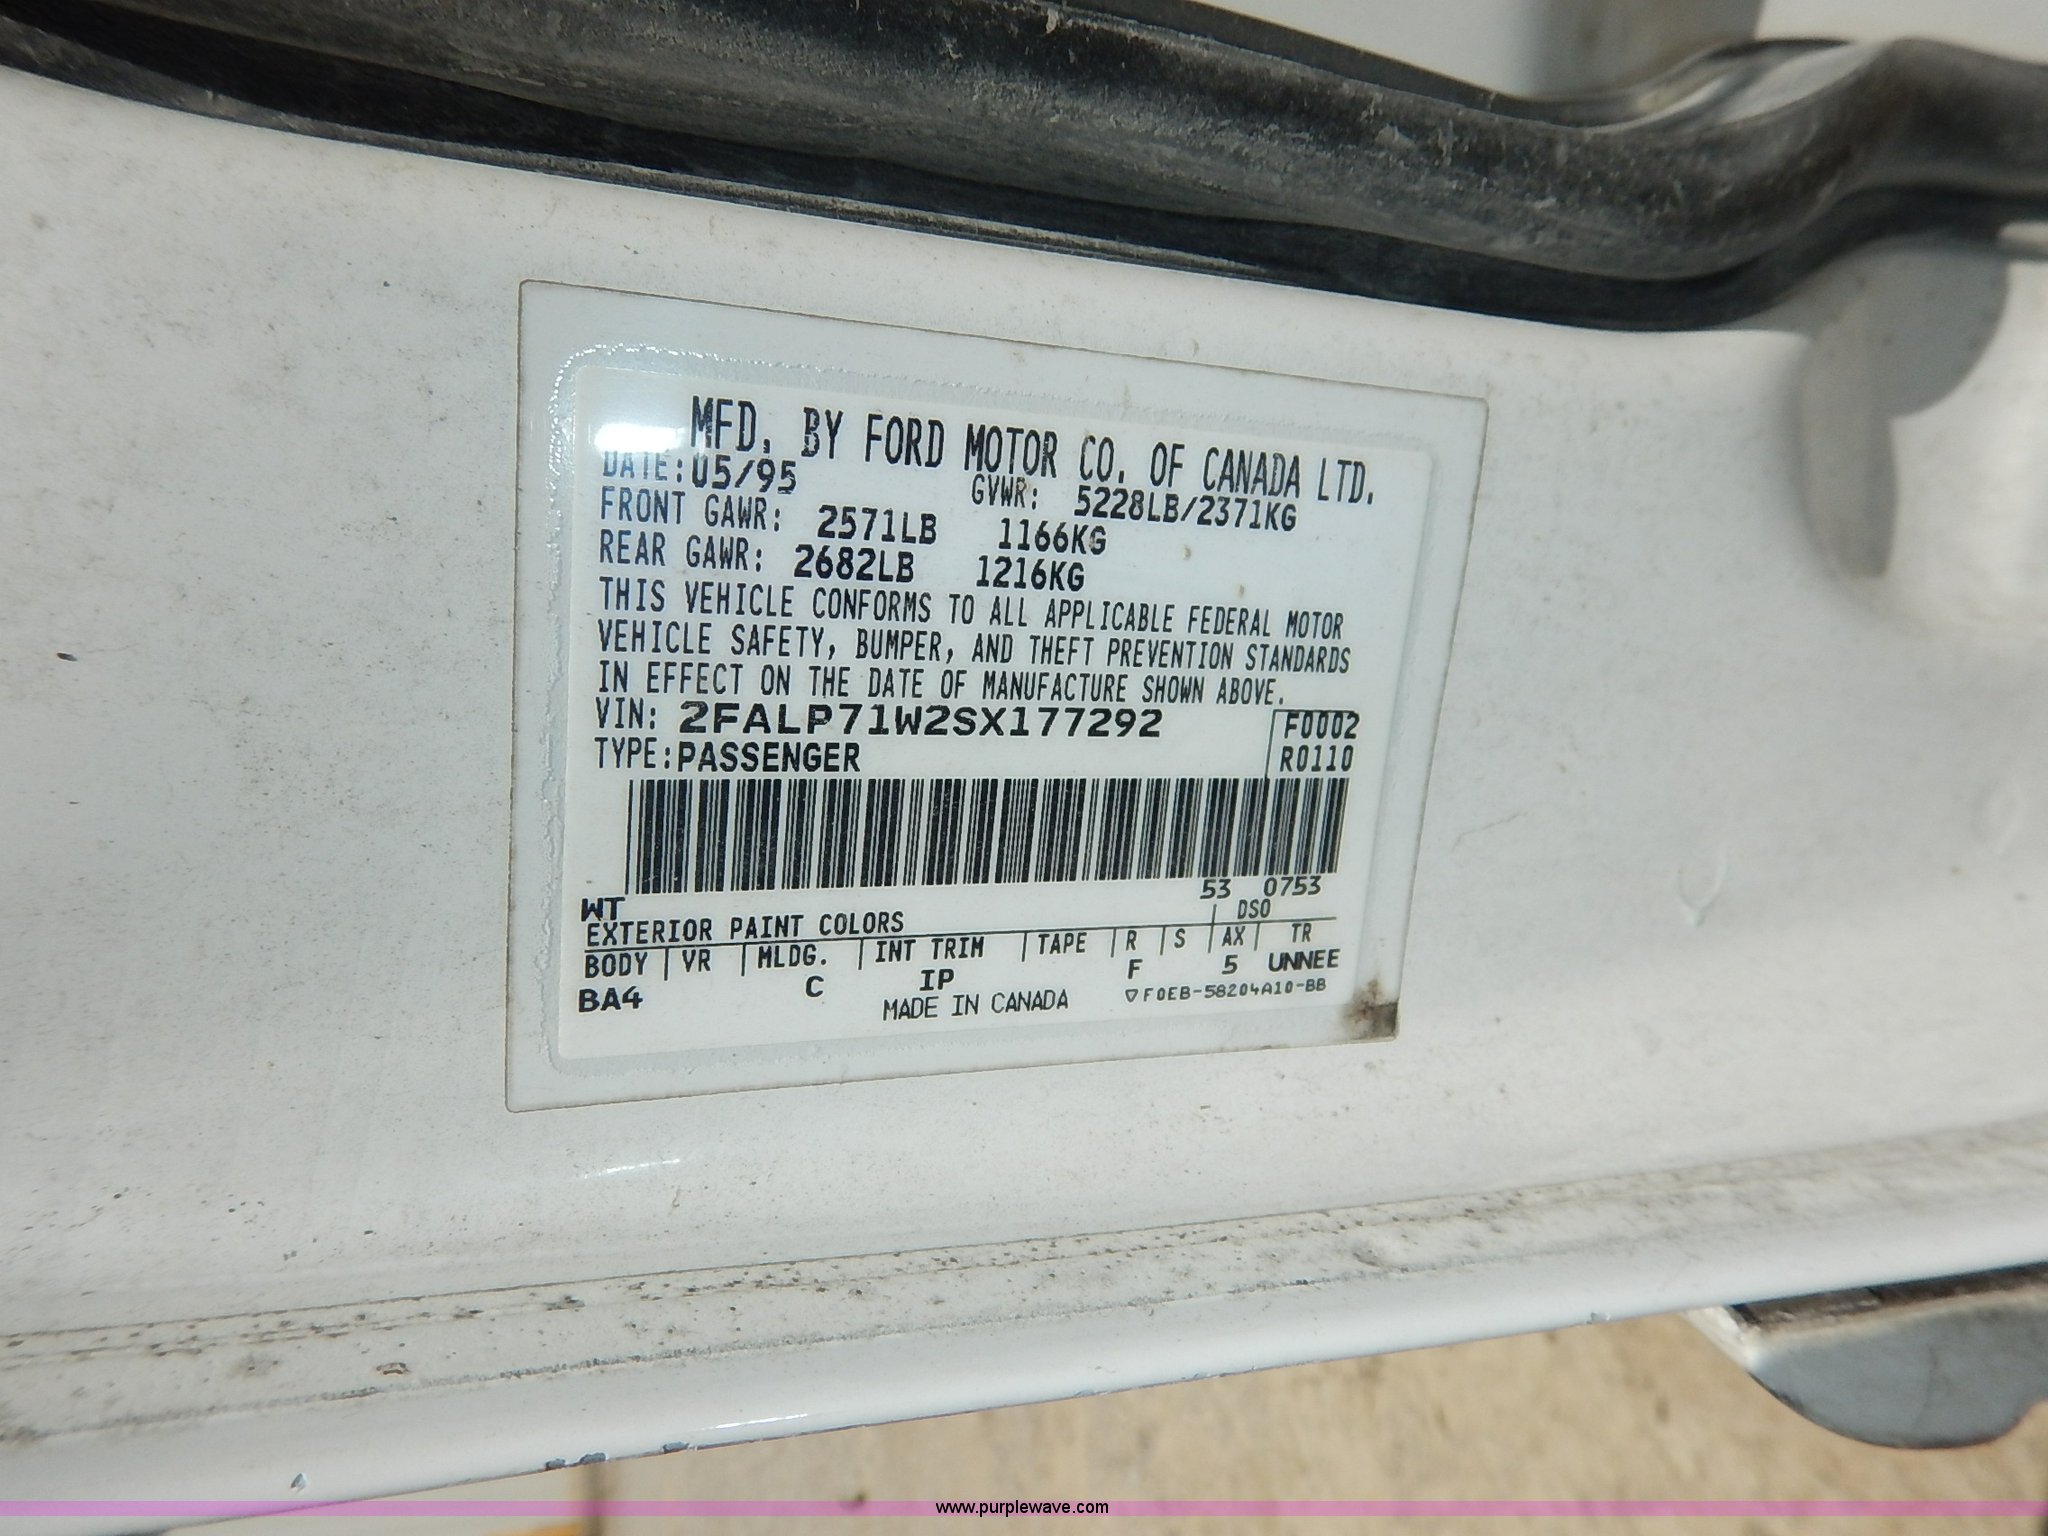 MFD. BY FORD MOTOR CO. OF CANADA LTD.
DATE: 05/95 GVWR: 5228LB/2371KG
FRONT GAWR: 2571LB 1166KG
REAR GAWR: 2682LB 1216KG
THIS VEHICLE CONFORMS TO ALL APPLICABLE FEDERAL MOTOR
VEHICLE SAFETY, BUMPER, AND THEFT PREVENTION STANDARDS
IN EFFECT ON THE DATE OF MANUFACTURE SHOWN ABOVE.
VIN: 2FALP71W2SX177292 F0002
TYPE: PASSENGER R0110
53 0753
WT
EXTERIOR PAINT COLORS DSO
BODY VR MLDG. INT TRIM TAPE R S AX TR
BA4 C IP F 5 UNNEE
MADE IN CANADA ▽F0EB-58204A10-BB
www.purplewave.com